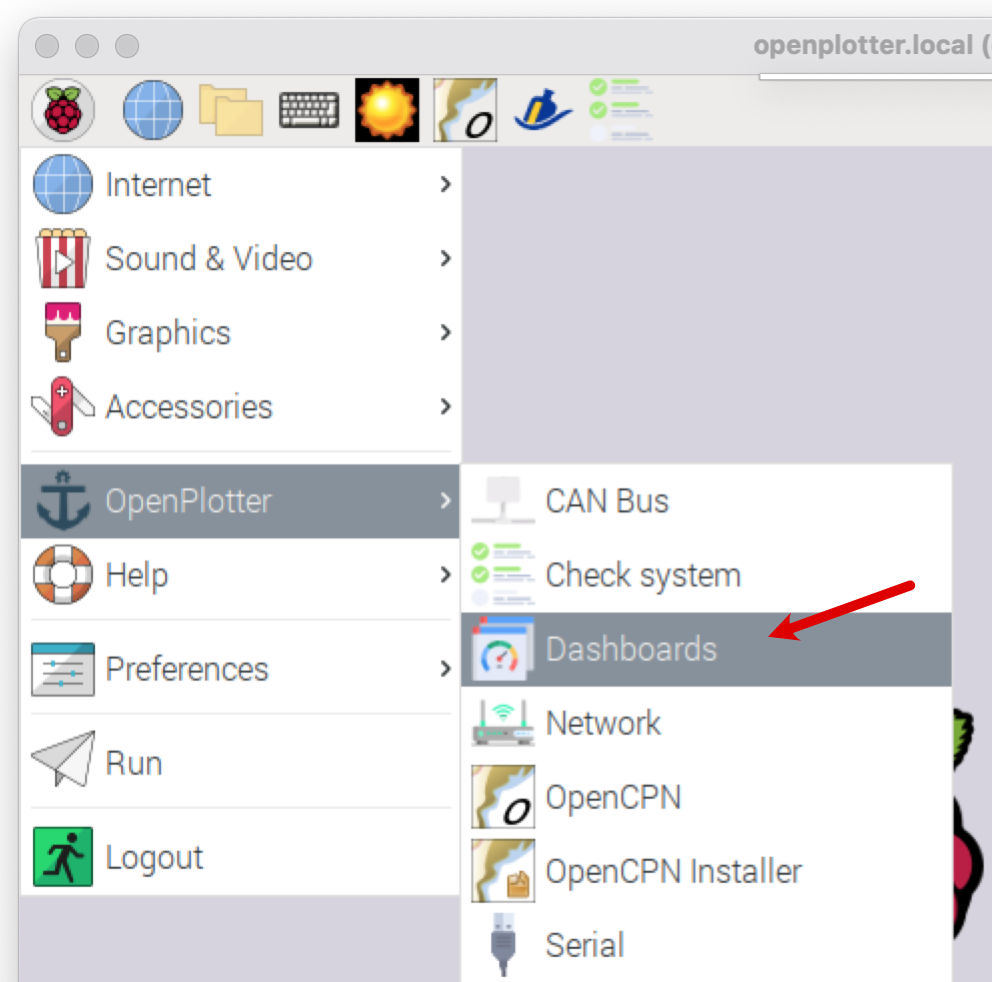 openplotter.local (
Internet
Sound & Video
Graphics
Accessories
OpenPlotter
Help
Preferences
Run
Logout
CAN Bus
Check system
Dashboards
Network
OpenCPN
OpenCPN Installer
Serial